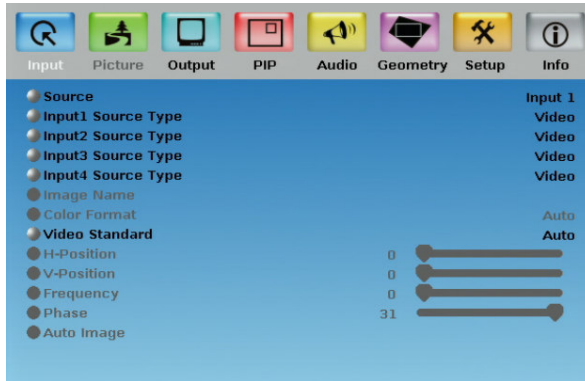 Input Picture Output PIP Audio Geometry Setup Info
Source Input 1
Input1 Source Type Video
Input2 Source Type Video
Input3 Source Type Video
Input4 Source Type Video
Image Name
Color Format Auto
Video Standard Auto
H-Position 0
V-Position 0
Frequency 0
Phase 31
Auto Image